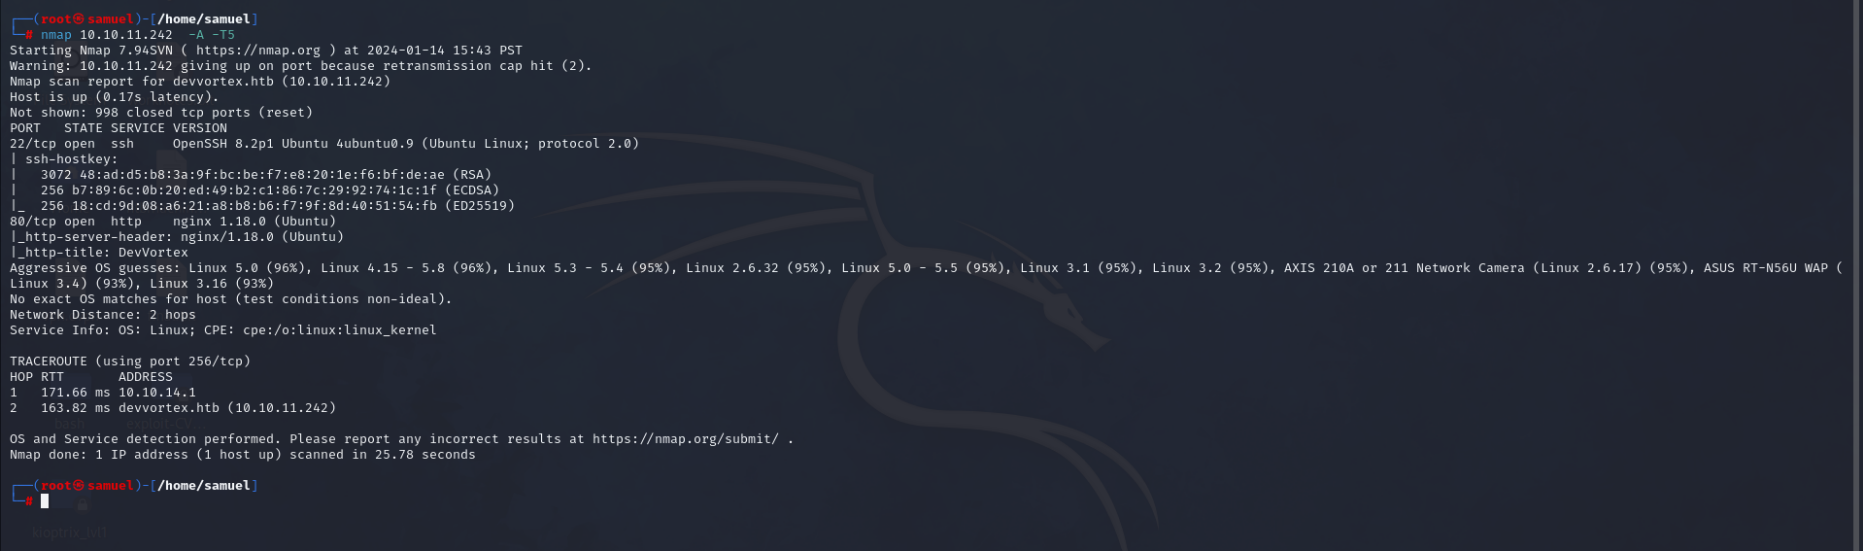 ┌──(root㉿samuel)-[/home/samuel]
└─# nmap 10.10.11.242  -A -T5
Starting Nmap 7.94SVN ( https://nmap.org ) at 2024-01-14 15:43 PST
Warning: 10.10.11.242 giving up on port because retransmission cap hit (2).
Nmap scan report for devvortex.htb (10.10.11.242)
Host is up (0.17s latency).
Not shown: 998 closed tcp ports (reset)
PORT   STATE SERVICE VERSION
22/tcp open  ssh     OpenSSH 8.2p1 Ubuntu 4ubuntu0.9 (Ubuntu Linux; protocol 2.0)
| ssh-hostkey:
|   3072 48:ad:d5:b8:3a:9f:bc:be:f7:e8:20:1e:f6:bf:de:ae (RSA)
|   256 b7:89:6c:0b:20:ed:49:b2:c1:86:7c:29:92:74:1c:1f (ECDSA)
|_  256 18:cd:9d:08:a6:21:a8:b8:b6:f7:9f:8d:40:51:54:fb (ED25519)
80/tcp open  http    nginx 1.18.0 (Ubuntu)
|_http-server-header: nginx/1.18.0 (Ubuntu)
|_http-title: DevVortex
Aggressive OS guesses: Linux 5.0 (96%), Linux 4.15 - 5.8 (96%), Linux 5.3 - 5.4 (95%), Linux 2.6.32 (95%), Linux 5.0 - 5.5 (95%), Linux 3.1 (95%), Linux 3.2 (95%), AXIS 210A or 211 Network Camera (Linux 2.6.17) (95%), ASUS RT-N56U WAP (
Linux 3.4) (93%), Linux 3.16 (93%)
No exact OS matches for host (test conditions non-ideal).
Network Distance: 2 hops
Service Info: OS: Linux; CPE: cpe:/o:linux:linux_kernel

TRACEROUTE (using port 256/tcp)
HOP RTT       ADDRESS
1   171.66 ms 10.10.14.1
2   163.82 ms devvortex.htb (10.10.11.242)
bash
OS and Service detection performed. Please report any incorrect results at https://nmap.org/submit/ .
Nmap done: 1 IP address (1 host up) scanned in 25.78 seconds

┌──(root㉿samuel)-[/home/samuel]
└─#